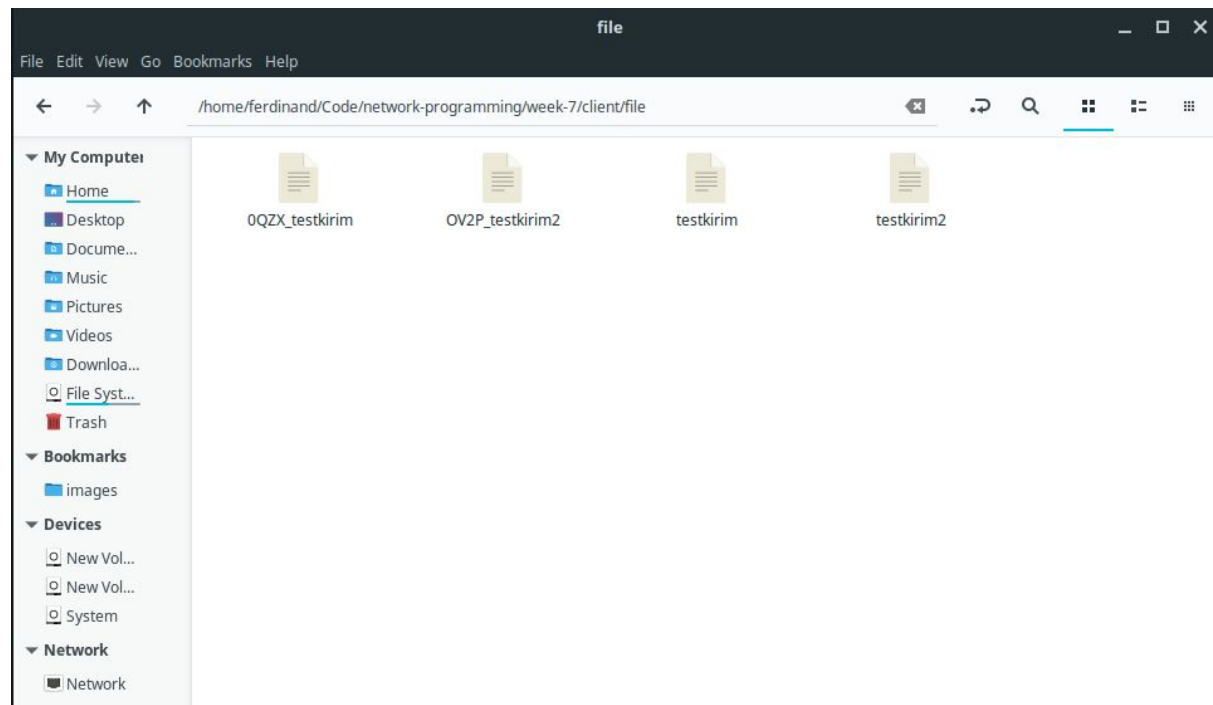 file
File Edit View Go Bookmarks Help
/home/ferdinand/Code/network-programming/week-7/client/file
My Computer
Home
Desktop
Docume...
Music
Pictures
Videos
Downloa...
File Syst...
Trash
Bookmarks
images
Devices
New Vol...
New Vol...
System
Network
Network
0QZX_testkirim OV2P_testkirim2 testkirim testkirim2